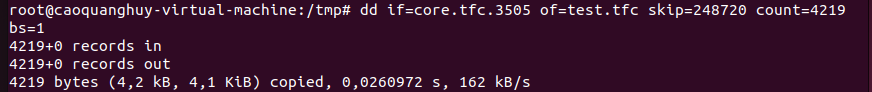 root@caoquanghuy-virtual-machine:/tmp# dd if=core.tfc.3505 of=test.tfc skip=248720 count=4219
bs=1
4219+0 records in
4219+0 records out
4219 bytes (4,2 kB, 4,1 KiB) copied, 0,0260972 s, 162 kB/s